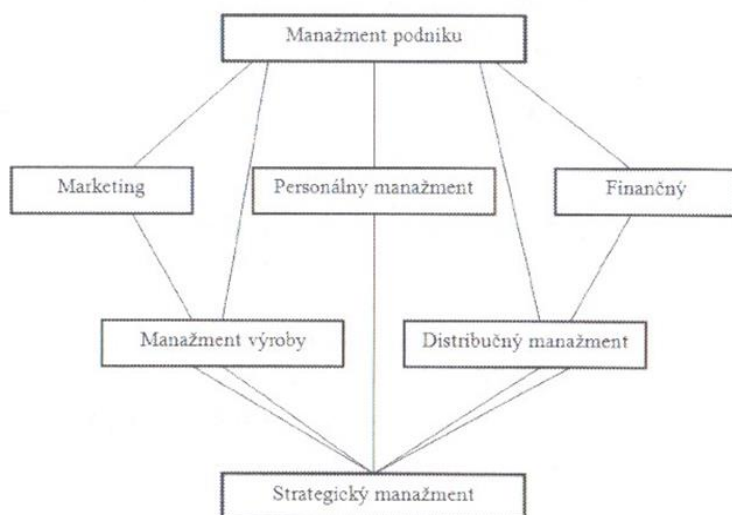 Manažment podniku
Marketing
Personálny manažment
Finančný
Manažment výroby
Distribučný manažment
Strategický manažment